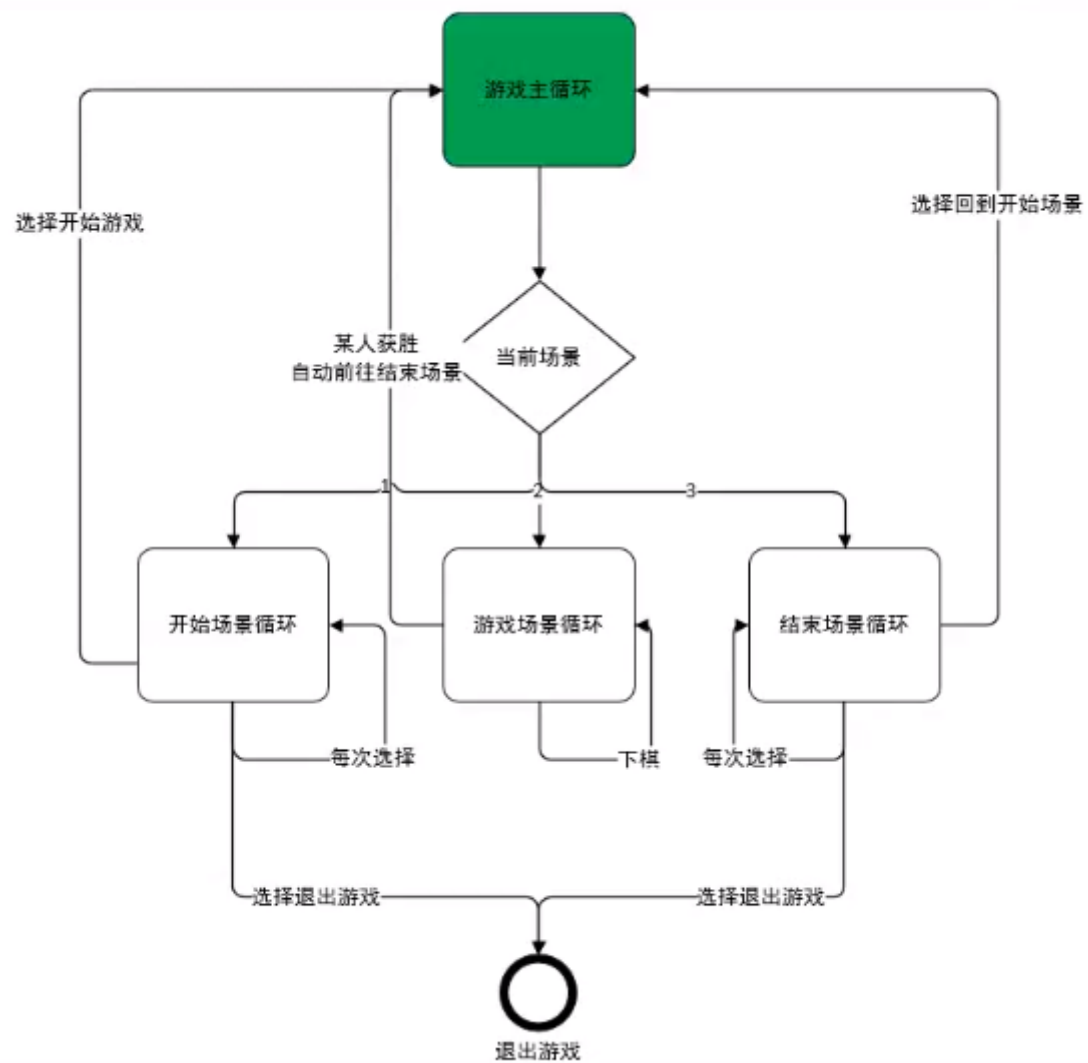 游戏主循环
选择开始游戏
选择回到开始场景
某人获胜
自动前往结束场景
当前场景
1
2
3
开始场景循环
游戏场景循环
结束场景循环
每次选择
下棋
每次选择
选择退出游戏
选择退出游戏
退出游戏